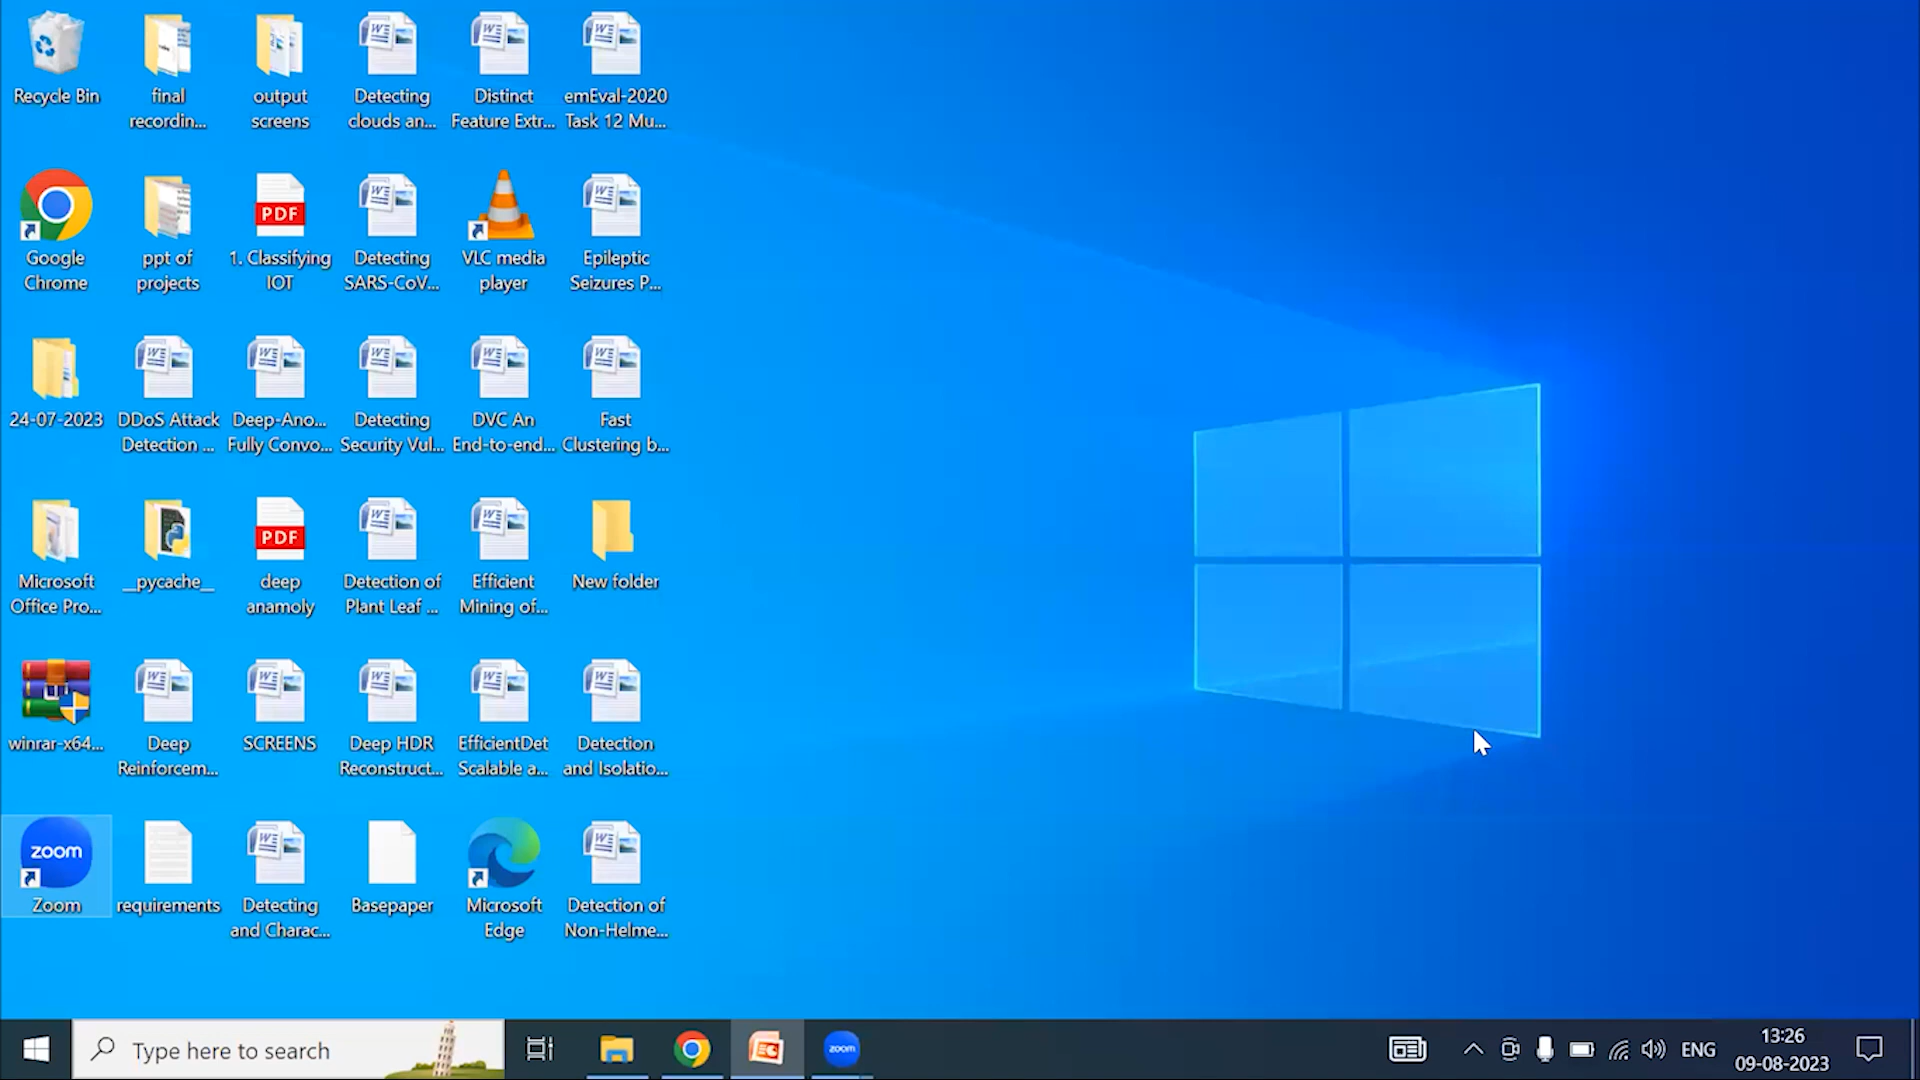 Recycle Bin
final
recordin...
output
screens
Detecting
clouds an...
Distinct
Feature Extr...
emEval-2020
Task 12 Mu...
Google
Chrome
ppt of
projects
PDF
1. Classifying
IOT
Detecting
SARS-CoV...
VLC media
player
Epileptic
Seizures P...
24-07-2023
DDoS Attack
Detection ...
Deep-Ano...
Fully Convo...
Detecting
Security Vul...
DVC An
End-to-end...
Fast
Clustering b...
Microsoft
Office Pro...
__pycache__
PDF
deep
anamoly
Detection of
Plant Leaf ...
Efficient
Mining of...
New folder
winrar-x64...
Deep
Reinforcem...
SCREENS
Deep HDR
Reconstruct...
EfficientDet
Scalable a...
Detection
and Isolatio...
zoom
Zoom
requirements
Detecting
and Charac...
Basepaper
Microsoft
Edge
Detection of
Non-Helme...
Type here to search
zoom
ENG
13:26
09-08-2023